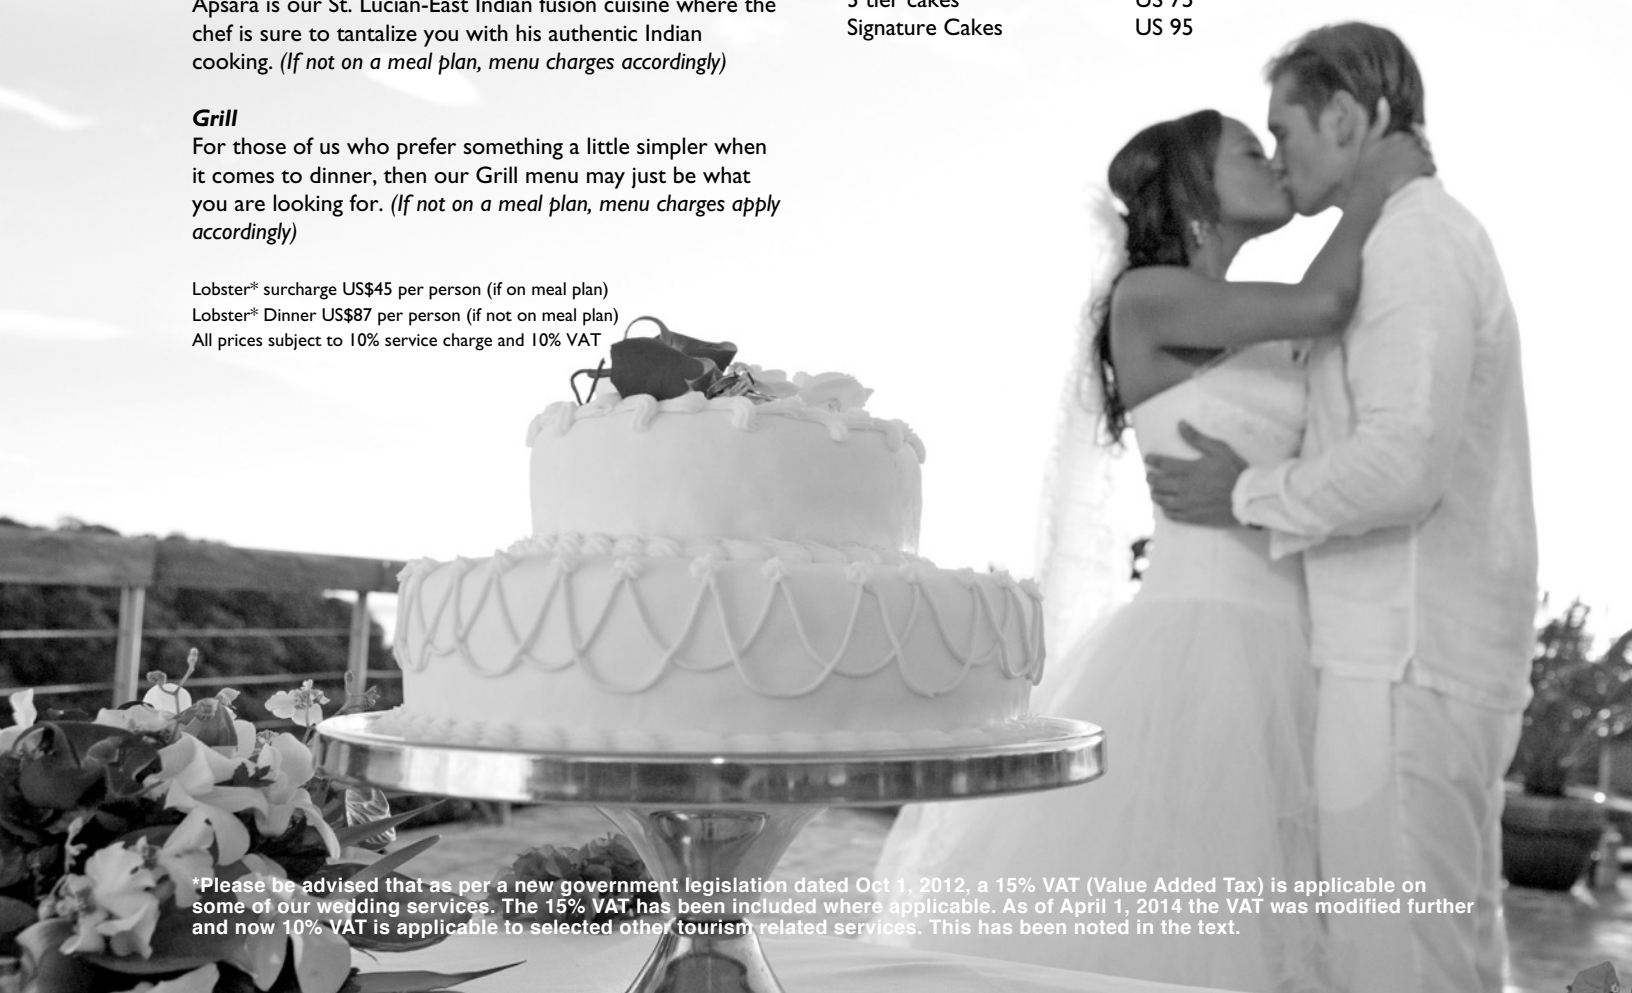 Apsara is our St. Lucian-East Indian fusion cuisine where the
chef is sure to tantalize you with his authentic Indian
cooking. (If not on a meal plan, menu charges accordingly)
Grill
For those of us who prefer something a little simpler when
it comes to dinner, then our Grill menu may just be what
you are looking for. (If not on a meal plan, menu charges apply
accordingly)
Lobster* surcharge US$45 per person (if on meal plan)
Lobster* Dinner US$87 per person (if not on meal plan)
All prices subject to 10% service charge and 10% VAT
3 tier cakes US 75
Signature Cakes US 95
*Please be advised that as per a new government legislation dated Oct 1, 2012, a 15% VAT (Value Added Tax) is applicable on
some of our wedding services. The 15% VAT has been included where applicable. As of April 1, 2014 the VAT was modified further
and now 10% VAT is applicable to selected other tourism related services. This has been noted in the text.